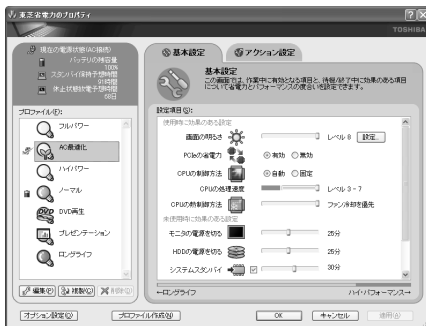 東芝省電力のプロパティ
TOSHIBA
現在の電源状態(AC接続)
バッテリの残容量
100%
スタンバイ保持予想時間
91時間
休止状態保持予想時間
60日
プロファイル(F):
フルパワー
AC最適化
ハイパワー
ノーマル
DVD再生
プレゼンテーション
ロングライフ
編集(E)
複製(C)
削除(D)
基本設定
アクション設定
基本設定
この画面では、作業中に有効となる項目と、待機/終了中に効果のある項目
について省電力とパフォーマンスの度合いを設定できます。
設定項目(S):
使用時に効果のある設定
画面の明るさ レベル 8 設定...
PCIeの省電力 有効 無効
CPUの制御方法 自動 固定
CPUの処理速度 レベル 3 - 7
CPUの熱制御方法 ファン冷却を優先
未使用時に効果のある設定
モニタの電源を切る 25分
HDDの電源を切る 25分
システムスタンバイ 30分
←ロングライフ ハイ・パフォーマンス→
オプション設定(O)
プロファイル作成(N)
OK
キャンセル
適用(A)